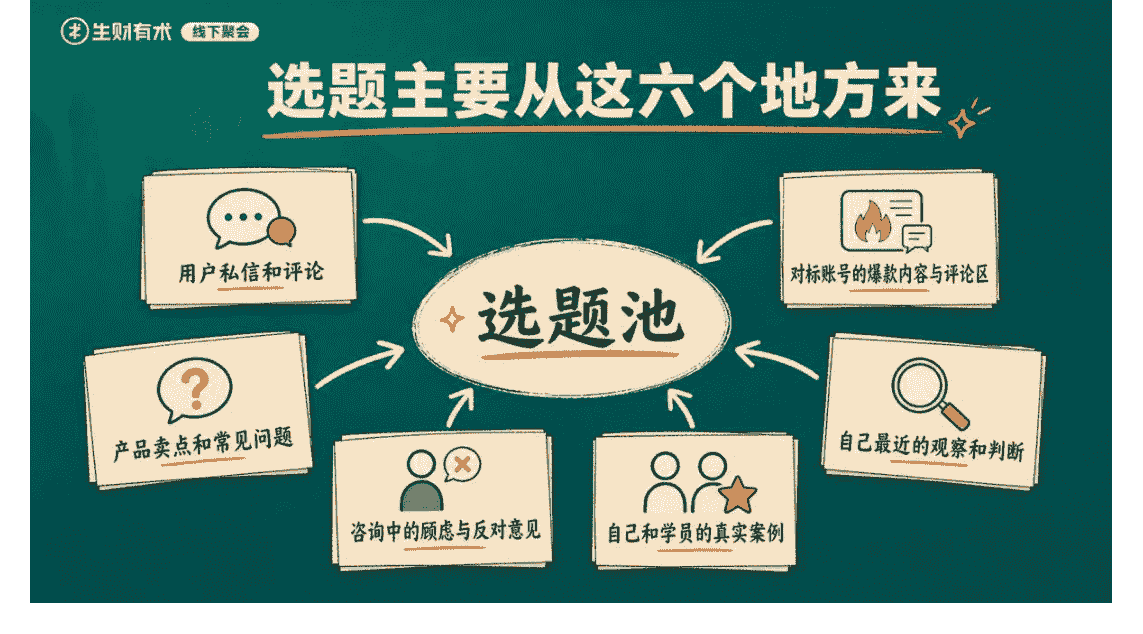 生财有术 线下聚会
选题主要从这六个地方来
用户私信和评论
对标账号的爆款内容与评论区
选题池
产品卖点和常见问题
自己最近的观察和判断
咨询中的顾虑与反对意见
自己和学员的真实案例